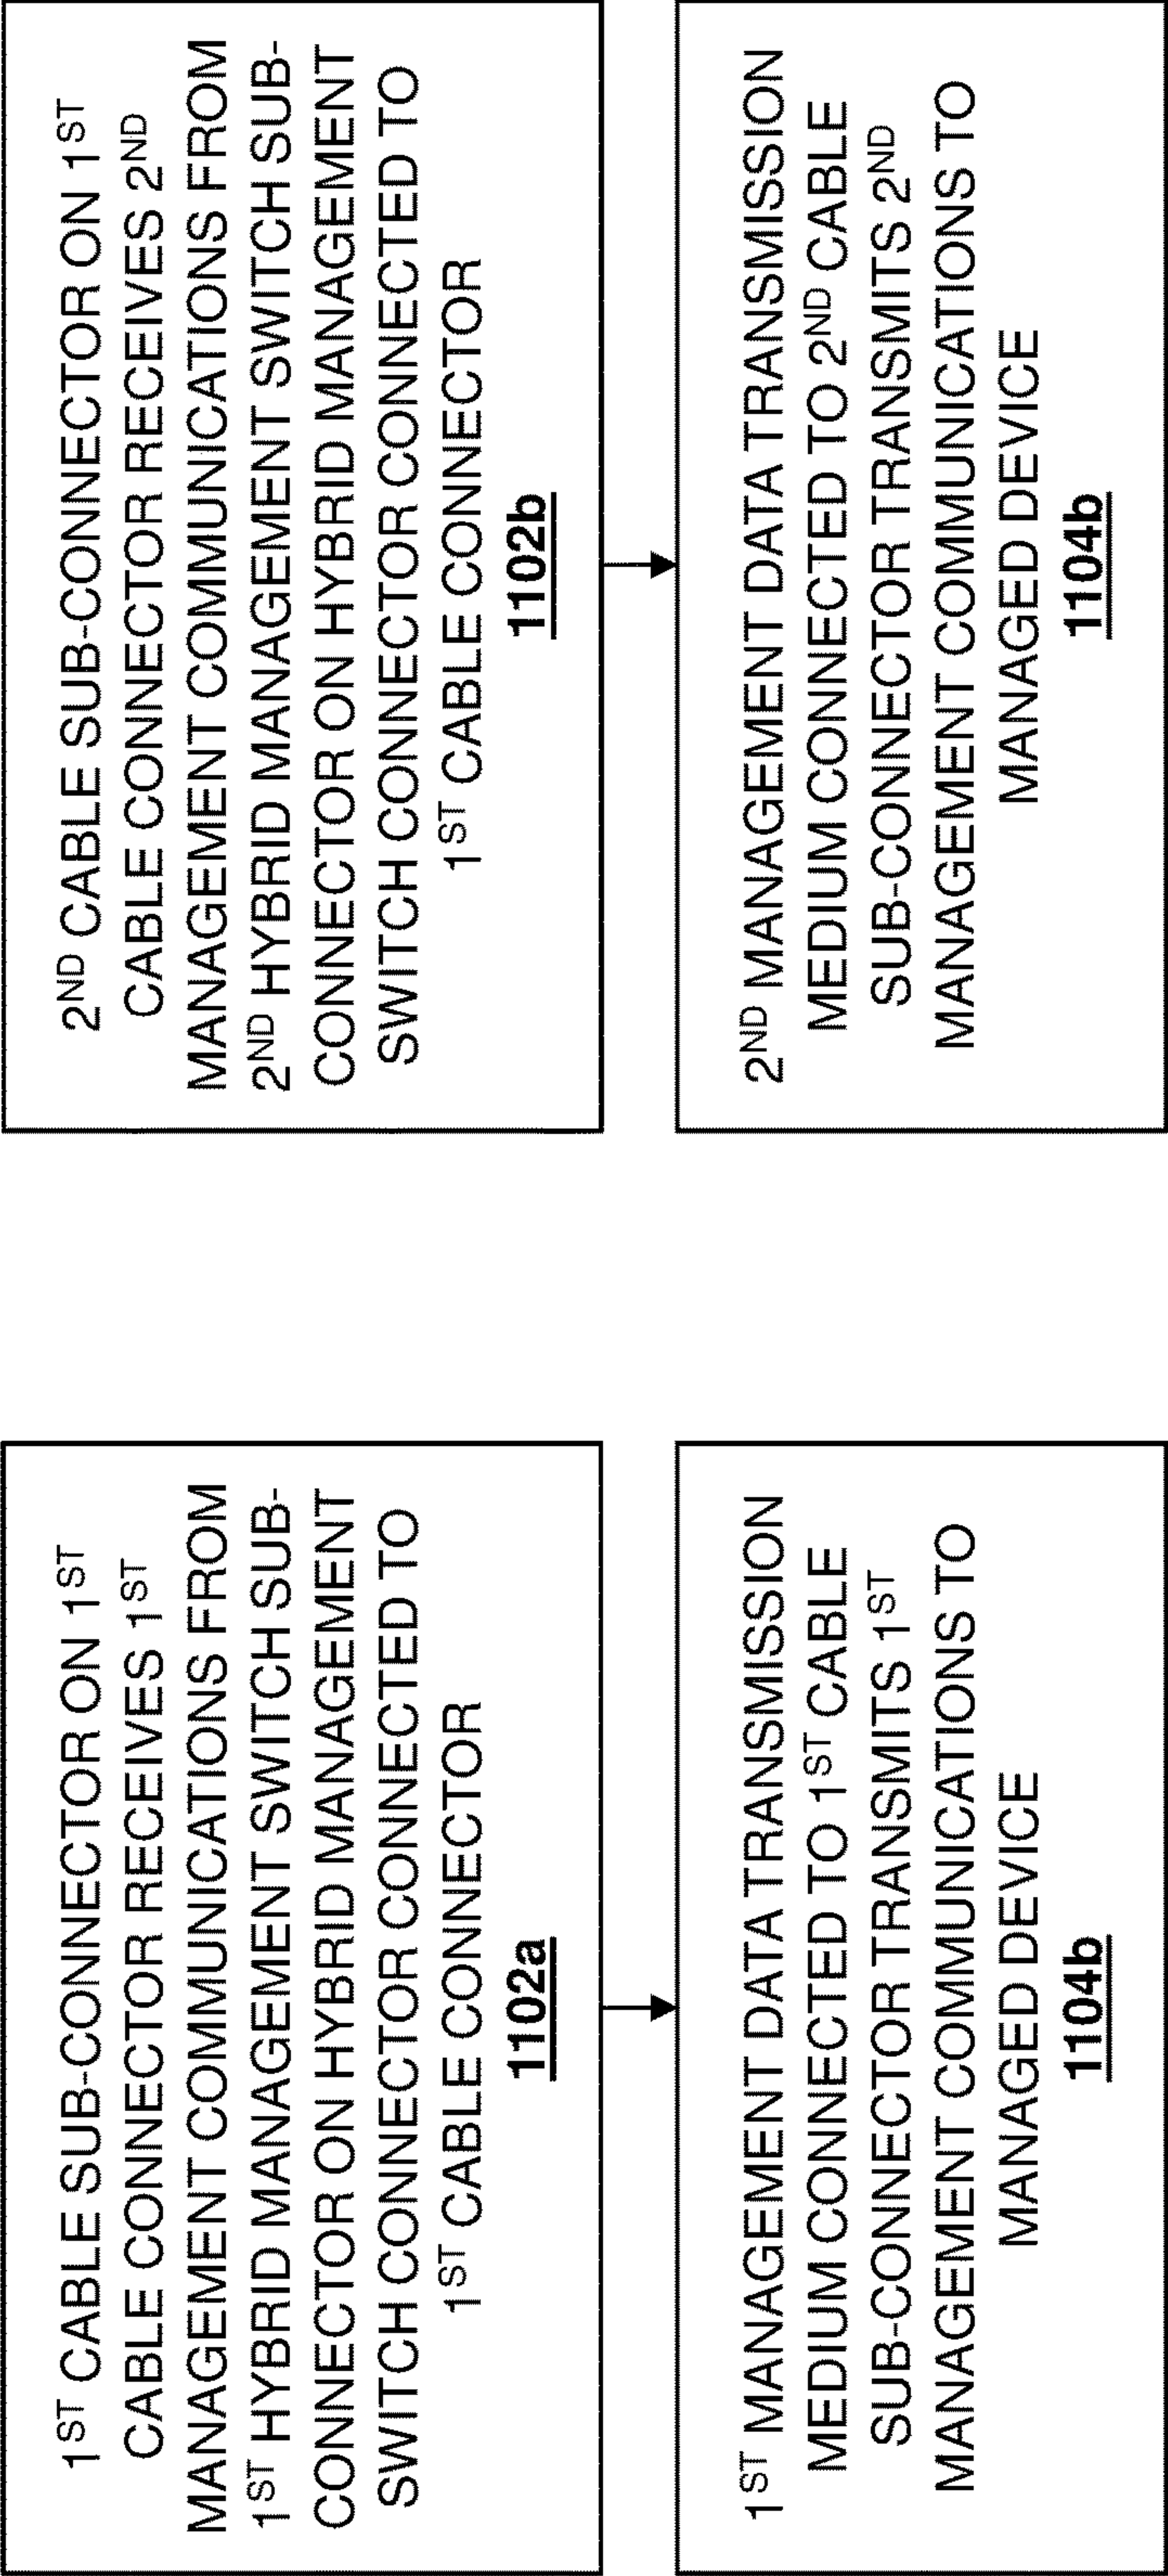 1ST CABLE SUB-CONNECTOR ON 1ST
CABLE CONNECTOR RECEIVES 1ST
MANAGEMENT COMMUNICATIONS FROM
1ST HYBRID MANAGEMENT SWITCH SUB-
CONNECTOR ON HYBRID MANAGEMENT
SWITCH CONNECTOR CONNECTED TO
1ST CABLE CONNECTOR
1102a
1ST MANAGEMENT DATA TRANSMISSION
MEDIUM CONNECTED TO 1ST CABLE
SUB-CONNECTOR TRANSMITS 1ST
MANAGEMENT COMMUNICATIONS TO
MANAGED DEVICE
1104b
2ND CABLE SUB-CONNECTOR ON 1ST
CABLE CONNECTOR RECEIVES 2ND
MANAGEMENT COMMUNICATIONS FROM
2ND HYBRID MANAGEMENT SWITCH SUB-
CONNECTOR ON HYBRID MANAGEMENT
SWITCH CONNECTOR CONNECTED TO
1ST CABLE CONNECTOR
1102b
2ND MANAGEMENT DATA TRANSMISSION
MEDIUM CONNECTED TO 2ND CABLE
SUB-CONNECTOR TRANSMITS 2ND
MANAGEMENT COMMUNICATIONS TO
MANAGED DEVICE
1104b